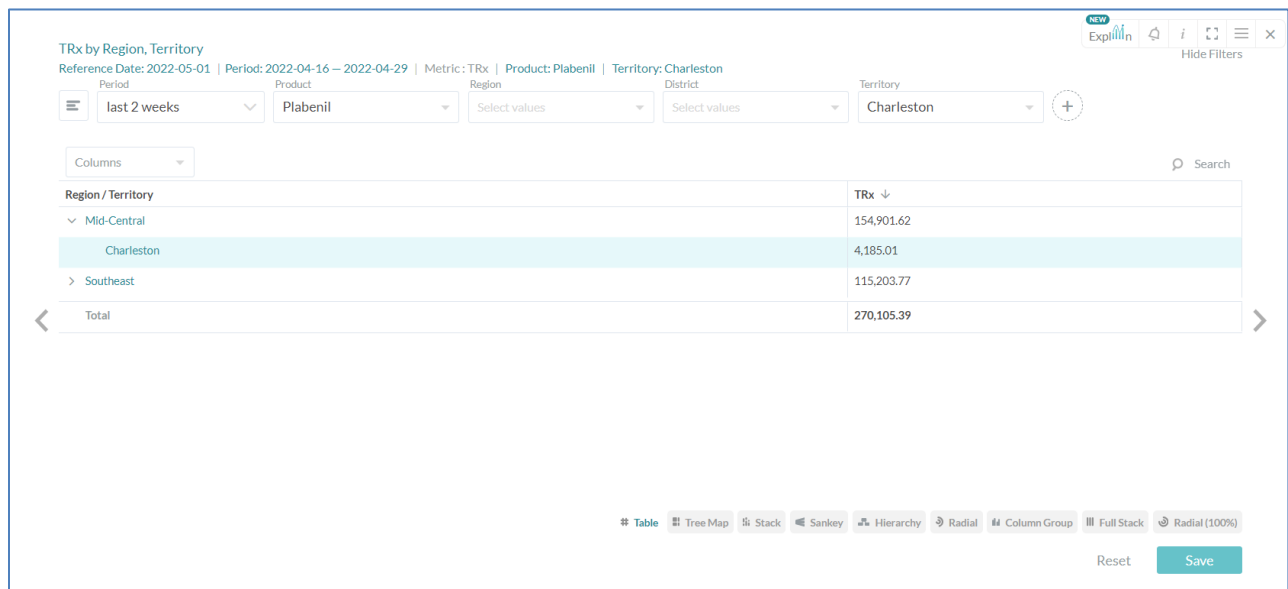 NEW
Explain
Hide Filters
TRx by Region, Territory
Reference Date: 2022-05-01 | Period: 2022-04-16 — 2022-04-29 | Metric : TRx | Product: Plabenil | Territory: Charleston
Period Product Region District Territory
last 2 weeks Plabenil Select values Select values Charleston
Columns Search
Region / Territory TRx
Mid-Central 154,901.62
Charleston 4,185.01
Southeast 115,203.77
Total 270,105.39
# Table Tree Map Stack Sankey Hierarchy Radial Column Group Full Stack Radial (100%)
Reset Save